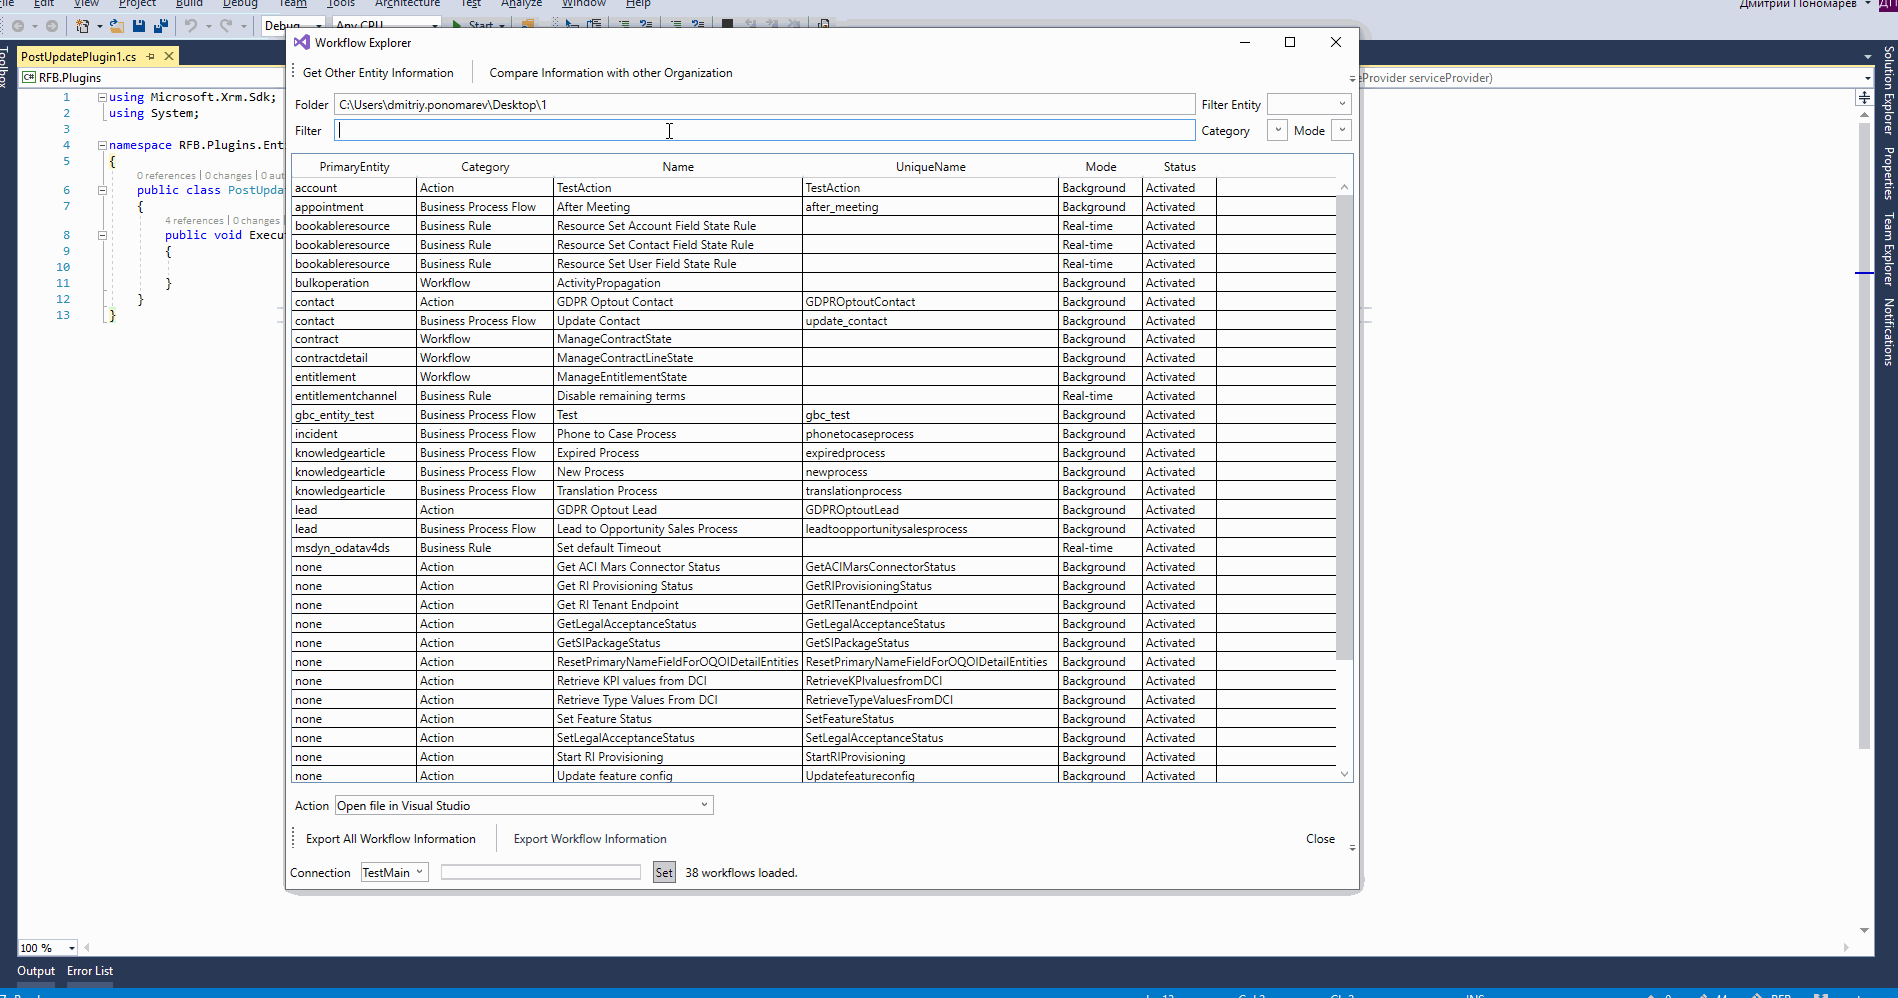 File Edit View Project Build Debug Team Tools Architecture Test Analyze Window Help
Дмитрий Пономарев
Debug Any CPU Start
PostUpdatePlugin1.cs
RFB.Plugins
eProvider serviceProvider)
Toolbox
Solution Explorer
Properties
Team Explorer
Notifications
1 using Microsoft.Xrm.Sdk;
2 using System;
3
4 namespace RFB.Plugins.Ent
5 {
0 references | 0 changes | 0 aut
6 public class PostUpda
7 {
4 references | 0 changes |
8 public void Execu
9 {
10
11 }
12 }
13 }
Workflow Explorer
Get Other Entity Information Compare Information with other Organization
Folder C:\Users\dmitriy.ponomarev\Desktop\1 Filter Entity
Filter Category Mode
PrimaryEntity Category Name UniqueName Mode Status
account Action TestAction TestAction Background Activated
appointment Business Process Flow After Meeting after_meeting Background Activated
bookableresource Business Rule Resource Set Account Field State Rule Real-time Activated
bookableresource Business Rule Resource Set Contact Field State Rule Real-time Activated
bookableresource Business Rule Resource Set User Field State Rule Real-time Activated
bulkoperation Workflow ActivityPropagation Background Activated
contact Action GDPR Optout Contact GDPROptoutContact Background Activated
contact Business Process Flow Update Contact update_contact Background Activated
contract Workflow ManageContractState Background Activated
contractdetail Workflow ManageContractLineState Background Activated
entitlement Workflow ManageEntitlementState Background Activated
entitlementchannel Business Rule Disable remaining terms Real-time Activated
gbc_entity_test Business Process Flow Test gbc_test Background Activated
incident Business Process Flow Phone to Case Process phonetocaseprocess Background Activated
knowledgearticle Business Process Flow Expired Process expiredprocess Background Activated
knowledgearticle Business Process Flow New Process newprocess Background Activated
knowledgearticle Business Process Flow Translation Process translationprocess Background Activated
lead Action GDPR Optout Lead GDPROptoutLead Background Activated
lead Business Process Flow Lead to Opportunity Sales Process leadtoopportunitysalesprocess Background Activated
msdyn_odatav4ds Business Rule Set default Timeout Real-time Activated
none Action Get ACI Mars Connector Status GetACIMarsConnectorStatus Background Activated
none Action Get RI Provisioning Status GetRIProvisioningStatus Background Activated
none Action Get RI Tenant Endpoint GetRITenantEndpoint Background Activated
none Action GetLegalAcceptanceStatus GetLegalAcceptanceStatus Background Activated
none Action GetSIPackageStatus GetSIPackageStatus Background Activated
none Action ResetPrimaryNameFieldForOQOIDetailEntities ResetPrimaryNameFieldForOQOIDetailEntities Background Activated
none Action Retrieve KPI values from DCI RetrieveKPIvaluesfromDCI Background Activated
none Action Retrieve Type Values From DCI RetrieveTypeValuesFromDCI Background Activated
none Action Set Feature Status SetFeatureStatus Background Activated
none Action SetLegalAcceptanceStatus SetLegalAcceptanceStatus Background Activated
none Action Start RI Provisioning StartRIProvisioning Background Activated
none Action Update feature config Updatefeatureconfig Background Activated
Action Open file in Visual Studio
Export All Workflow Information Export Workflow Information Close
Connection TestMain Set 38 workflows loaded.
100 %
Output Error List